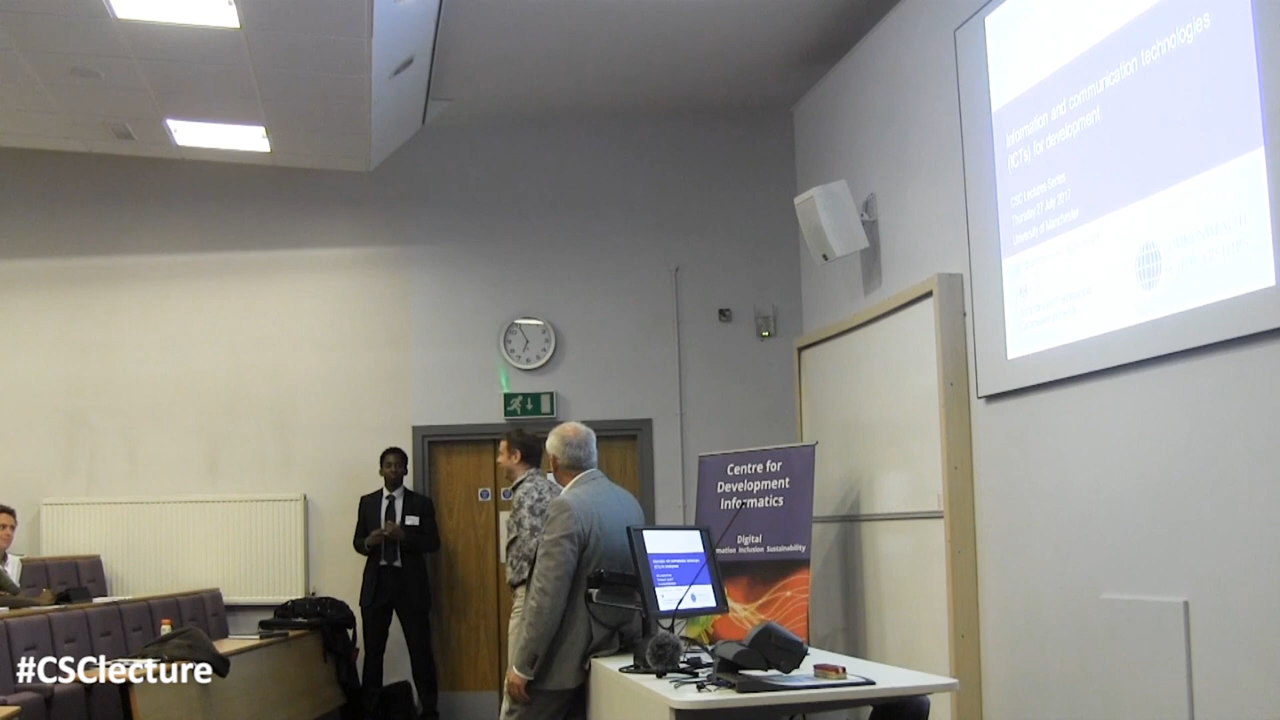 Information and communication technologies
(ICTs) for development
CSC Lectures Series
Thursday 27 July 2017
University of Manchester
Centre for
Development
Informatics
Digital
Inclusion Sustainability
#CSClecture